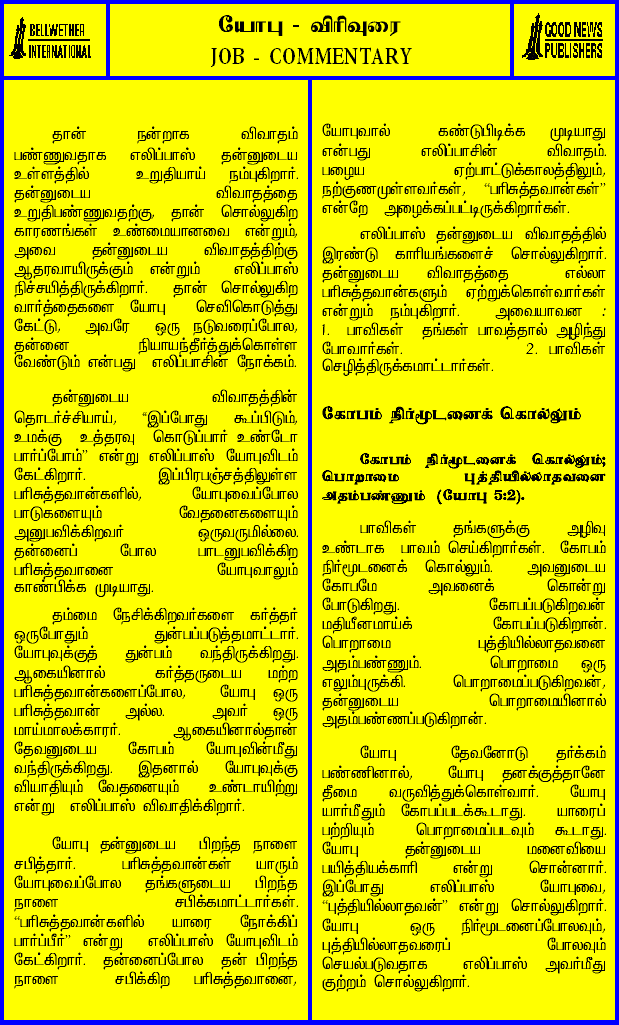 BELLWETHER
INTERNATIONAL
யோபு - விரிவுரை
JOB - COMMENTARY
GOOD NEWS
PUBLISHERS
தான் நன்றாக விவாதம்
பண்ணுவதாக எலிப்பாஸ் தன்னுடைய
உள்ளத்தில் உறுதியாய் நம்புகிறார்.
தன்னுடைய விவாதத்தை
உறுதிபண்ணுவதற்கு, தான் சொல்லுகிற
காரணங்கள் உண்மையானவை என்றும்,
அவை தன்னுடைய விவாதத்திற்கு
ஆதரவாயிருக்கும் என்றும் எலிப்பாஸ்
நிச்சயித்திருக்கிறார். தான் சொல்லுகிற
வார்த்தைகளை யோபு செவிகொடுத்து
கேட்டு, அவரே ஒரு நடுவரைப்போல,
தன்னை நியாயந்தீர்த்துக்கொள்ள
வேண்டும் என்பது எலிப்பாசின் நோக்கம்.
தன்னுடைய விவாதத்தின்
தொடர்ச்சியாய், “இப்போது கூப்பிடும்,
உமக்கு உத்தரவு கொடுப்பார் உண்டோ
பார்ப்போம்” என்று எலிப்பாஸ் யோபுவிடம்
கேட்கிறார். இப்பிரபஞ்சத்திலுள்ள
பரிசுத்தவான்களில், யோபுவைப்போல
பாடுகளையும் வேதனைகளையும்
அனுபவிக்கிறவர் ஒருவருமில்லை.
தன்னைப் போல பாடனுபவிக்கிற
பரிசுத்தவானை யோபுவாலும்
காண்பிக்க முடியாது.
தம்மை நேசிக்கிறவர்களை கர்த்தர்
ஒருபோதும் துன்பப்படுத்தமாட்டார்.
யோபுவுக்குத் துன்பம் வந்திருக்கிறது.
ஆகையினால் கர்த்தருடைய மற்ற
பரிசுத்தவான்களைப்போல, யோபு ஒரு
பரிசுத்தவான் அல்ல. அவர் ஒரு
மாய்மாலக்காரர். ஆகையினால்தான்
தேவனுடைய கோபம் யோபுவின்மீது
வந்திருக்கிறது. இதனால் யோபுவுக்கு
வியாதியும் வேதனையும் உண்டாயிற்று
என்று எலிப்பாஸ் விவாதிக்கிறார்.
யோபு தன்னுடைய பிறந்த நாளை
சபித்தார். பரிசுத்தவான்கள் யாரும்
யோபுவைப்போல தங்களுடைய பிறந்த
நாளை சபிக்கமாட்டார்கள்.
“பரிசுத்தவான்களில் யாரை நோக்கிப்
பார்ப்பீர்” என்று எலிப்பாஸ் யோபுவிடம்
கேட்கிறார். தன்னைப்போல தன் பிறந்த
நாளை சபிக்கிற பரிசுத்தவானை,
யோபுவால் கண்டுபிடிக்க முடியாது
என்பது எலிப்பாசின் விவாதம்.
பழைய ஏற்பாட்டுக்காலத்திலும்,
நற்குணமுள்ளவர்கள், “பரிசுத்தவான்கள்”
என்றே அழைக்கப்பட்டிருக்கிறார்கள்.
எலிப்பாஸ் தன்னுடைய விவாதத்தில்
இரண்டு காரியங்களைச் சொல்லுகிறார்.
தன்னுடைய விவாதத்தை எல்லா
பரிசுத்தவான்களும் ஏற்றுக்கொள்வார்கள்
என்றும் நம்புகிறார். அவையாவன :
1. பாவிகள் தங்கள் பாவத்தால் அழிந்து
போவார்கள். 2. பாவிகள்
செழித்திருக்கமாட்டார்கள்.
கோபம் நிர்மூடனைக் கொல்லும்
கோபம் நிர்மூடனைக் கொல்லும்;
பொறாமை புத்தியில்லாதவனை
அதம்பண்ணும் (யோபு 5:2).
பாவிகள் தங்களுக்கு அழிவு
உண்டாக பாவம் செய்கிறார்கள். கோபம்
நிர்மூடனைக் கொல்லும். அவனுடைய
கோபமே அவனைக் கொன்று
போடுகிறது. கோபப்படுகிறவன்
மதியீனமாய்க் கோபப்படுகிறான்.
பொறாமை புத்தியில்லாதவனை
அதம்பண்ணும். பொறாமை ஒரு
எலும்புருக்கி. பொறாமைப்படுகிறவன்,
தன்னுடைய பொறாமையினால்
அதம்பண்ணப்படுகிறான்.
யோபு தேவனோடு தர்க்கம்
பண்ணினால், யோபு தனக்குத்தானே
தீமை வருவித்துக்கொள்வார். யோபு
யார்மீதும் கோபப்படக்கூடாது. யாரைப்
பற்றியும் பொறாமைப்படவும் கூடாது.
யோபு தன்னுடைய மனைவியை
பயித்தியக்காரி என்று சொன்னார்.
இப்போது எலிப்பாஸ் யோபுவை,
“புத்தியில்லாதவன்” என்று சொல்லுகிறார்.
யோபு ஒரு நிர்மூடனைப்போலவும்,
புத்தியில்லாதவரைப் போலவும்
செயல்படுவதாக எலிப்பாஸ் அவர்மீது
குற்றம் சொல்லுகிறார்.